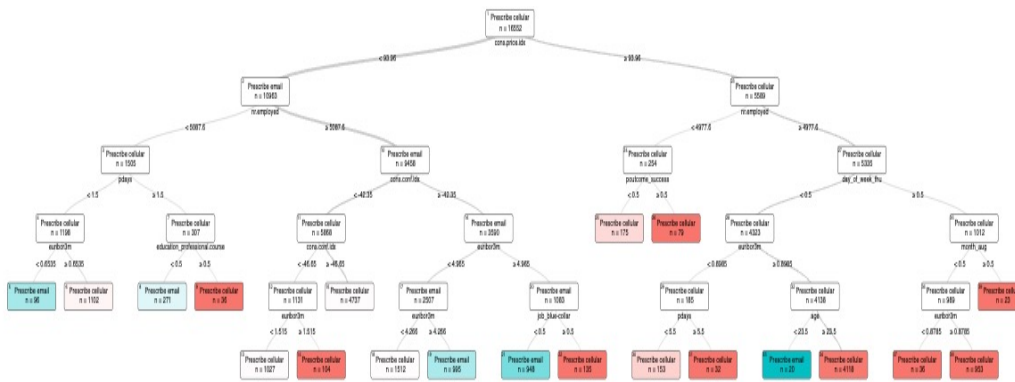 1
Prescribe cellular
n = 16552
cons.price.idx
< 93.96
≥ 93.96
2
Prescribe email
n = 10963
nr.employed
Prescribe cellular
n = 5589
nr.employed
< 5087.6
≥ 5087.6
< 4977.6
≥ 4977.6
Prescribe cellular
n = 1505
pdays
Prescribe email
n = 9458
cons.conf.idx
Prescribe cellular
n = 254
poutcome_success
Prescribe cellular
n = 5335
day_of_week_thu
< 1.5
≥ 1.5
< -42.35
≥ -42.35
< 0.5
≥ 0.5
< 0.5
≥ 0.5
Prescribe cellular
n = 1198
euribor3m
Prescribe cellular
n = 307
education_professional.course
Prescribe cellular
n = 5868
cons.conf.idx
Prescribe email
n = 3590
euribor3m
Prescribe cellular
n = 175
Prescribe cellular
n = 79
Prescribe cellular
n = 4323
euribor3m
Prescribe cellular
n = 1012
month_aug
< 0.6535
≥ 0.6535
< 0.5
≥ 0.5
< -46.65
≥ -46.65
< 4.965
≥ 4.965
< 0.8985
≥ 0.8985
< 0.5
≥ 0.5
Prescribe email
n = 96
Prescribe cellular
n = 1102
Prescribe email
n = 271
Prescribe cellular
n = 36
Prescribe cellular
n = 1131
euribor3m
Prescribe cellular
n = 4737
Prescribe email
n = 2507
euribor3m
Prescribe email
n = 1083
job_blue-collar
Prescribe cellular
n = 185
pdays
Prescribe cellular
n = 4138
age
Prescribe cellular
n = 989
euribor3m
Prescribe cellular
n = 23
< 1.515
≥ 1.515
< 4.266
≥ 4.266
< 0.5
≥ 0.5
< 5.5
≥ 5.5
< 23.5
≥ 23.5
< 0.8785
≥ 0.8785
Prescribe cellular
n = 1027
Prescribe cellular
n = 104
Prescribe cellular
n = 1512
Prescribe email
n = 995
Prescribe email
n = 948
Prescribe cellular
n = 135
Prescribe cellular
n = 153
Prescribe cellular
n = 32
Prescribe email
n = 20
Prescribe cellular
n = 4118
Prescribe cellular
n = 36
Prescribe cellular
n = 953